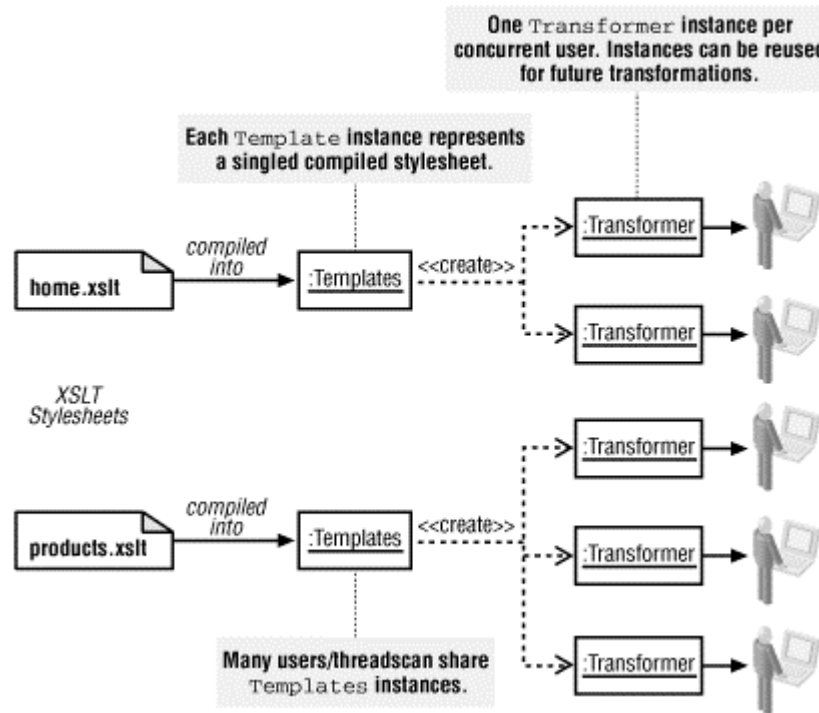 One Transformer instance per
concurrent user. Instances can be reused
for future transformations.
Each Template instance represents
a singled compiled stylesheet.
:Transformer
compiled
into
<<create>>
home.xslt
:Templates
:Transformer
XSLT
Stylesheets
:Transformer
compiled
into
<<create>>
products.xslt
:Templates
:Transformer
Many users/threadscan share
Templates instances.
:Transformer